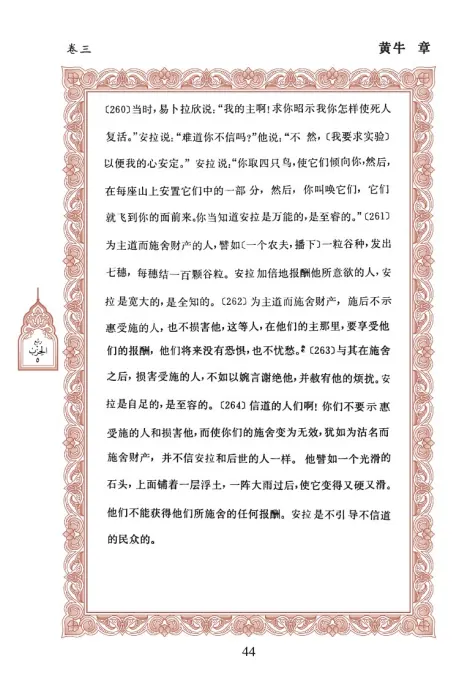 卷三
黄牛 章
〔260〕当时，易卜拉欣说：“我的主啊！求你昭示我你怎样使死人
复活。”安拉说：“难道你不信吗？”他说：“不 然，〔我要求实验〕
以便我的心安定。” 安拉说：“你取四只鸟，使它们倾向你，然后，
在每座山上安置它们中的一部 分，然后，你叫唤它们，它们
就飞到你的面前来。你当知道安拉是万能的，是至睿的。”〔261〕
为主道而施舍财产的人，譬如〔一个农夫，播下〕一粒谷种，发出
七穗，每穗结一百颗谷粒。安拉加倍地报酬他所意欲的人，安
拉是宽大的，是全知的。〔262〕为主道而施舍财产，施后不示
惠受施的人，也不损害他，这等人，在他们的主那里，要享受他
们的报酬，他们将来没有恐惧，也不忧愁。〔263〕与其在施舍
之后，损害受施的人，不如以婉言谢绝他，并赦宥他的烦扰。安
拉是自足的，是至容的。〔264〕信道的人们啊！你们不要示惠
受施的人和损害他，而使你们的施舍变为无效，犹如为沽名而
施舍财产，并不信安拉和后世的人一样。 他譬如一个光滑的
石头，上面铺着一层浮土，一阵大雨过后，使它变得又硬又滑。
他们不能获得他们所施舍的任何报酬。安拉是不引导不信道
的民众的。
ربع
الحزب
٥
44